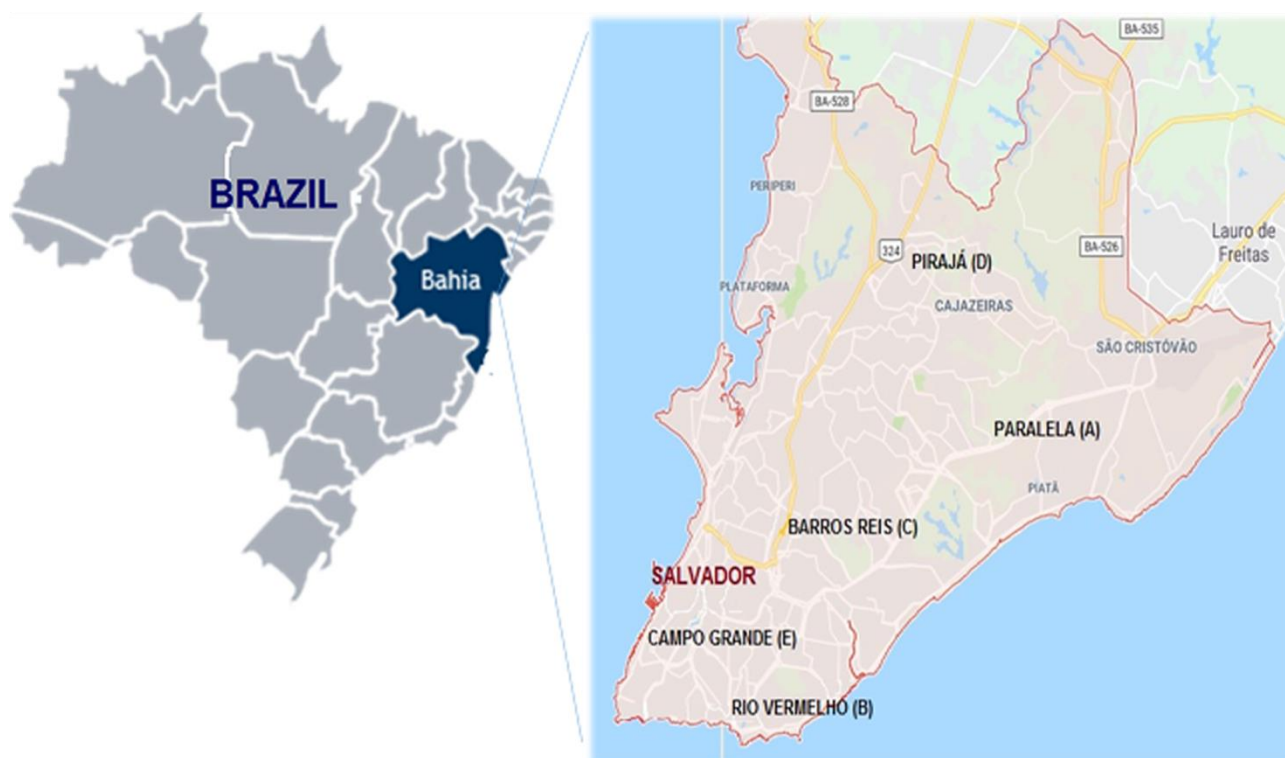 BRAZIL
Bahia
BA-535
BA-528
PERIPERI
324
BA-526
Lauro de
Freitas
PIRAJÁ (D)
PLATAFORMA
CAJAZEIRAS
SÃO CRISTÓVÃO
PARALELA (A)
PIATÃ
BARROS REIS (C)
SALVADOR
CAMPO GRANDE (E)
RIO VERMELHO (B)